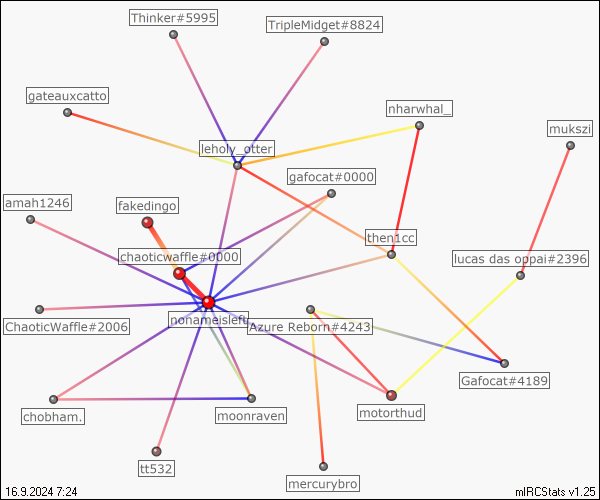 Thinker#5995
TripleMidget#8824
gateauxcatto
nharwhal_
mukszi
leholy_otter
gafocat#0000
amah1246
fakedingo
then1cc
chaoticwaffle#0000
lucas das oppai#2396
nonameisleft
ChaoticWaffle#2006
Azure Reborn#4243
Gafocat#4189
chobham.
moonraven
motorthud
tt532
mercurybro
16.9.2024 7:24
mIRCStats v1.25